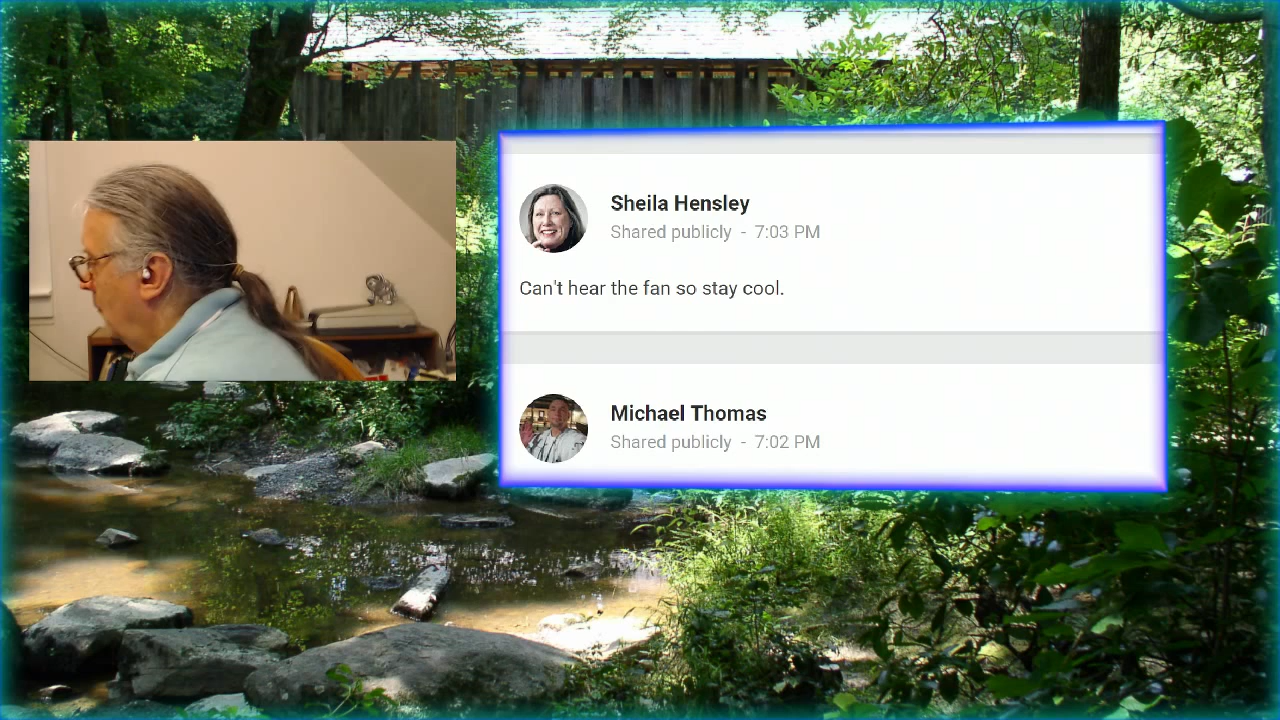 Sheila Hensley
Shared publicly - 7:03 PM
Can't hear the fan so stay cool.
Michael Thomas
Shared publicly - 7:02 PM